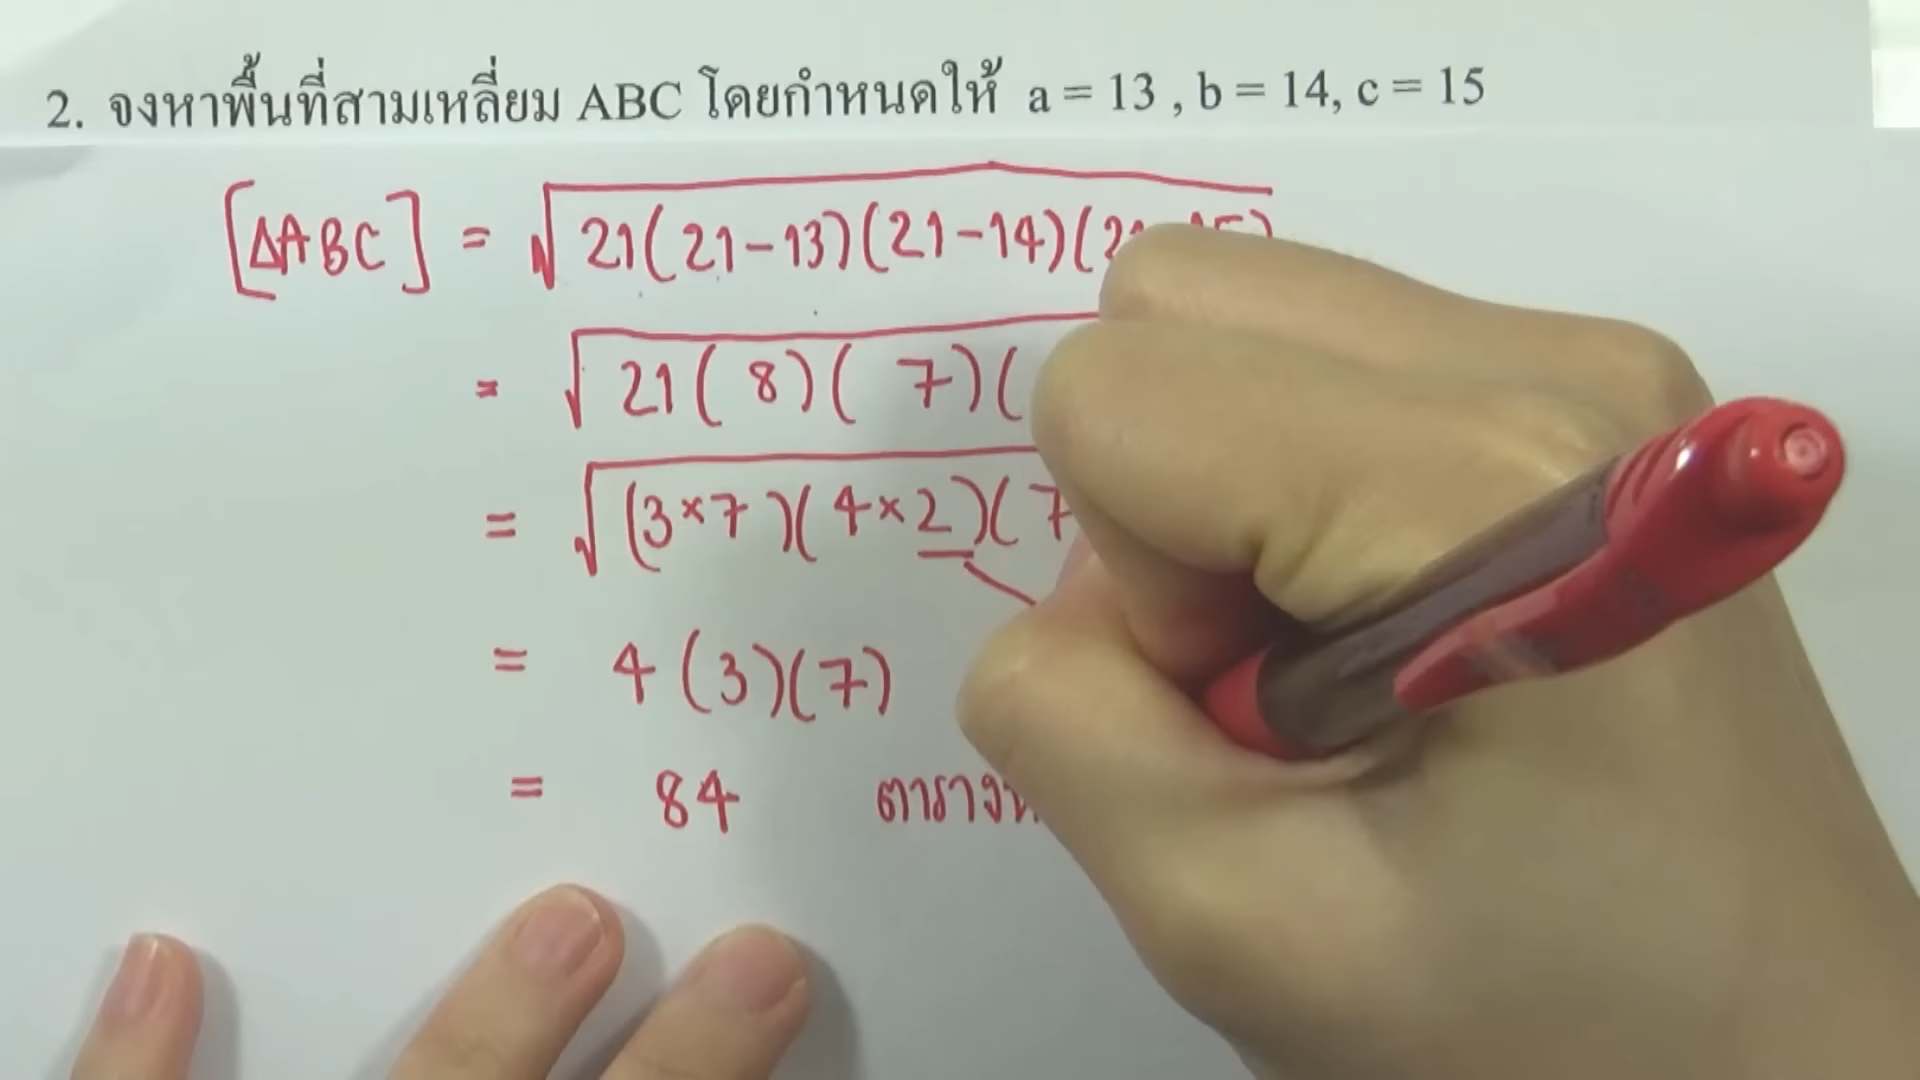 2. จงหาพื้นที่สามเหลี่ยม ABC โดยกำหนดให้ a = 13 , b = 14, c = 15
[ΔABC] = √21(21-13)(21-14)(21-15)
= √21( 8)( 7)(
= √(3×7)(4×2)(7
= 4(3)(7)
= 84